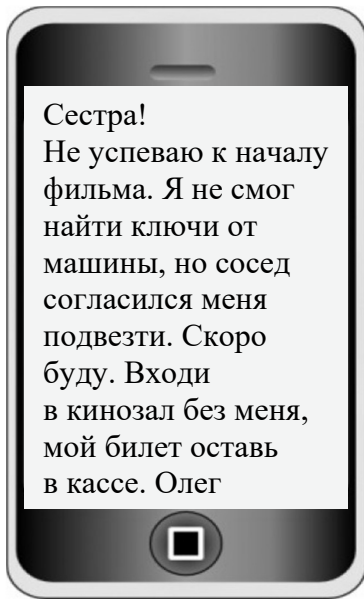 Сестра!
Не успеваю к началу
фильма. Я не смог
найти ключи от
машины, но сосед
согласился меня
подвезти. Скоро
буду. Входи
в кинозал без меня,
мой билет оставь
в кассе. Олег